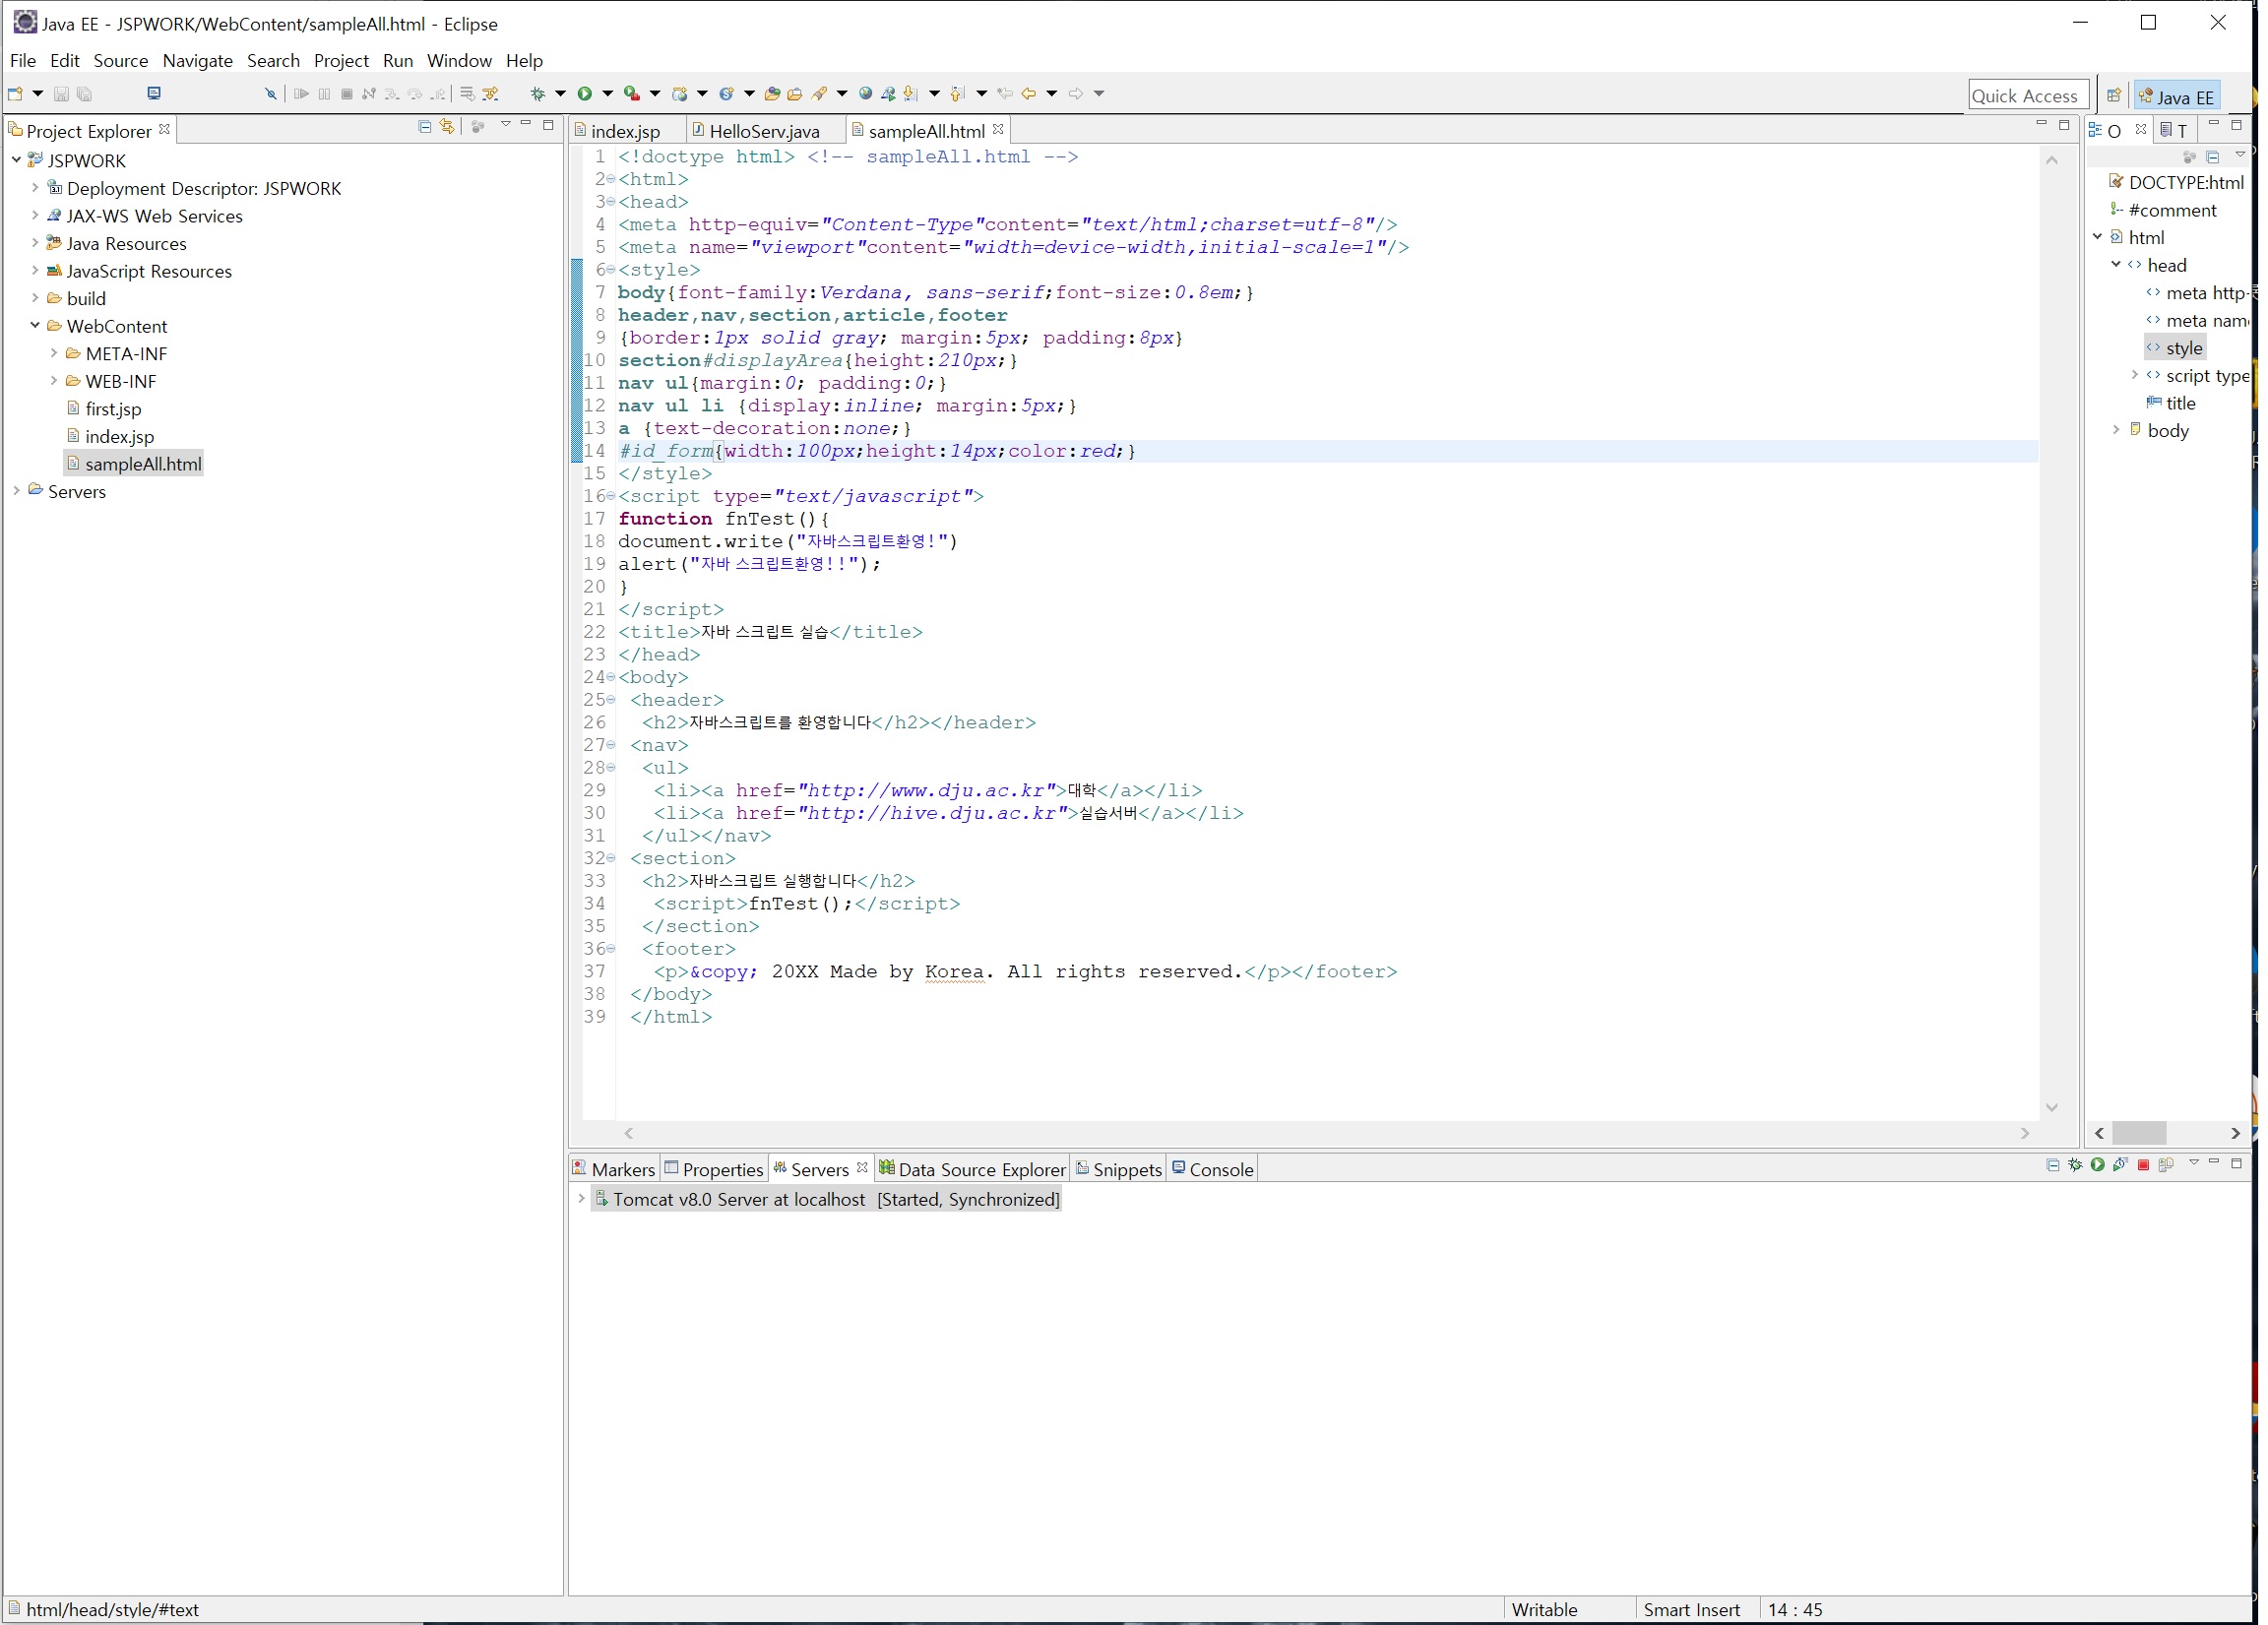 Java EE - JSPWORK/WebContent/sampleAll.html - Eclipse
File Edit Source Navigate Search Project Run Window Help
Quick Access
Java EE
Project Explorer
JSPWORK
Deployment Descriptor: JSPWORK
JAX-WS Web Services
Java Resources
JavaScript Resources
build
WebContent
META-INF
WEB-INF
first.jsp
index.jsp
sampleAll.html
Servers
index.jsp HelloServ.java sampleAll.html
1 <!doctype html> <!-- sampleAll.html -->
2 <html>
3 <head>
4 <meta http-equiv="Content-Type"content="text/html;charset=utf-8"/>
5 <meta name="viewport"content="width=device-width,initial-scale=1"/>
6 <style>
7 body{font-family:Verdana, sans-serif;font-size:0.8em;}
8 header,nav,section,article,footer
9 {border:1px solid gray; margin:5px; padding:8px}
10 section#displayArea{height:210px;}
11 nav ul{margin:0; padding:0;}
12 nav ul li {display:inline; margin:5px;}
13 a {text-decoration:none;}
14 #id_form{width:100px;height:14px;color:red;}
15 </style>
16 <script type="text/javascript">
17 function fnTest(){
18 document.write("자바스크립트환영!")
19 alert("자바 스크립트환영!!");
20 }
21 </script>
22 <title>자바 스크립트 실습</title>
23 </head>
24 <body>
25 <header>
26 <h2>자바스크립트를 환영합니다</h2></header>
27 <nav>
28 <ul>
29 <li><a href="http://www.dju.ac.kr">대학</a></li>
30 <li><a href="http://hive.dju.ac.kr">실습서버</a></li>
31 </ul></nav>
32 <section>
33 <h2>자바스크립트 실행합니다</h2>
34 <script>fnTest();</script>
35 </section>
36 <footer>
37 <p>&copy; 20XX Made by Korea. All rights reserved.</p></footer>
38 </body>
39 </html>
O T
DOCTYPE:html
#comment
html
head
meta http-
meta nam
style
script type
title
body
Markers Properties Servers Data Source Explorer Snippets Console
Tomcat v8.0 Server at localhost [Started, Synchronized]
html/head/style/#text
Writable
Smart Insert
14 : 45